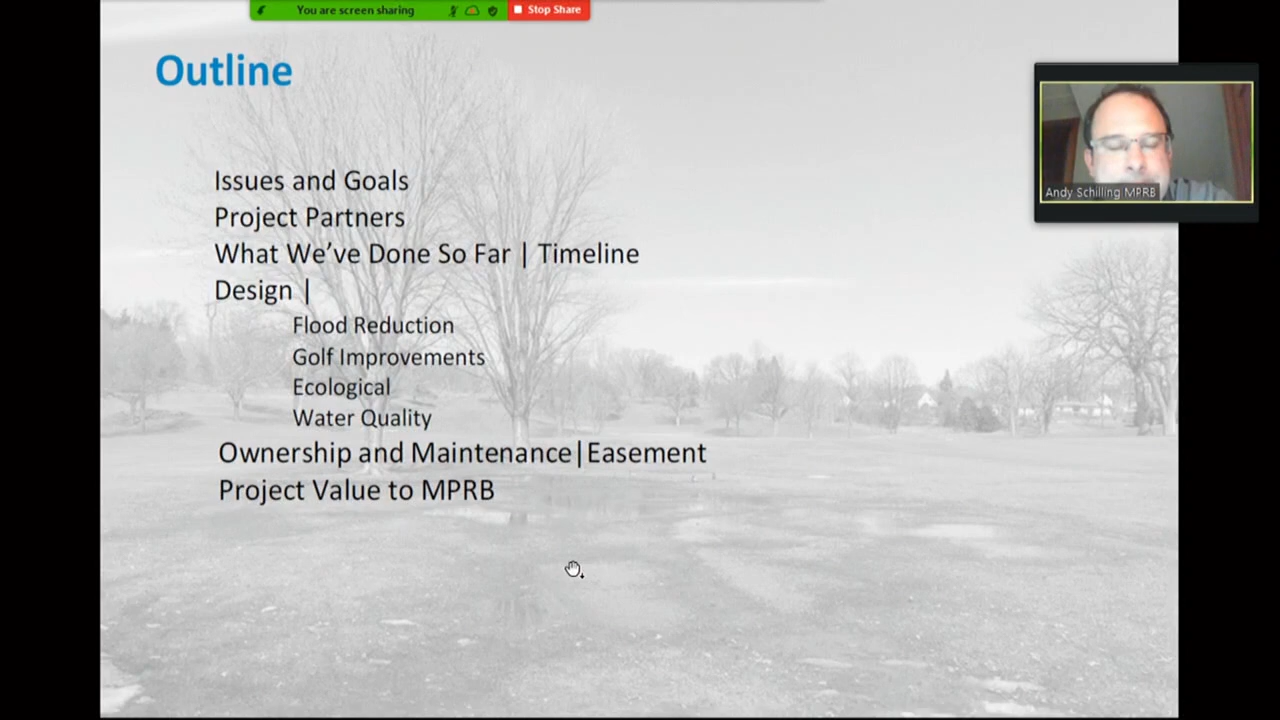 You are screen sharing
Stop Share
Outline
Issues and Goals
Project Partners
What We've Done So Far | Timeline
Design |
Flood Reduction
Golf Improvements
Ecological
Water Quality
Ownership and Maintenance|Easement
Project Value to MPRB
Andy Schilling MPRB